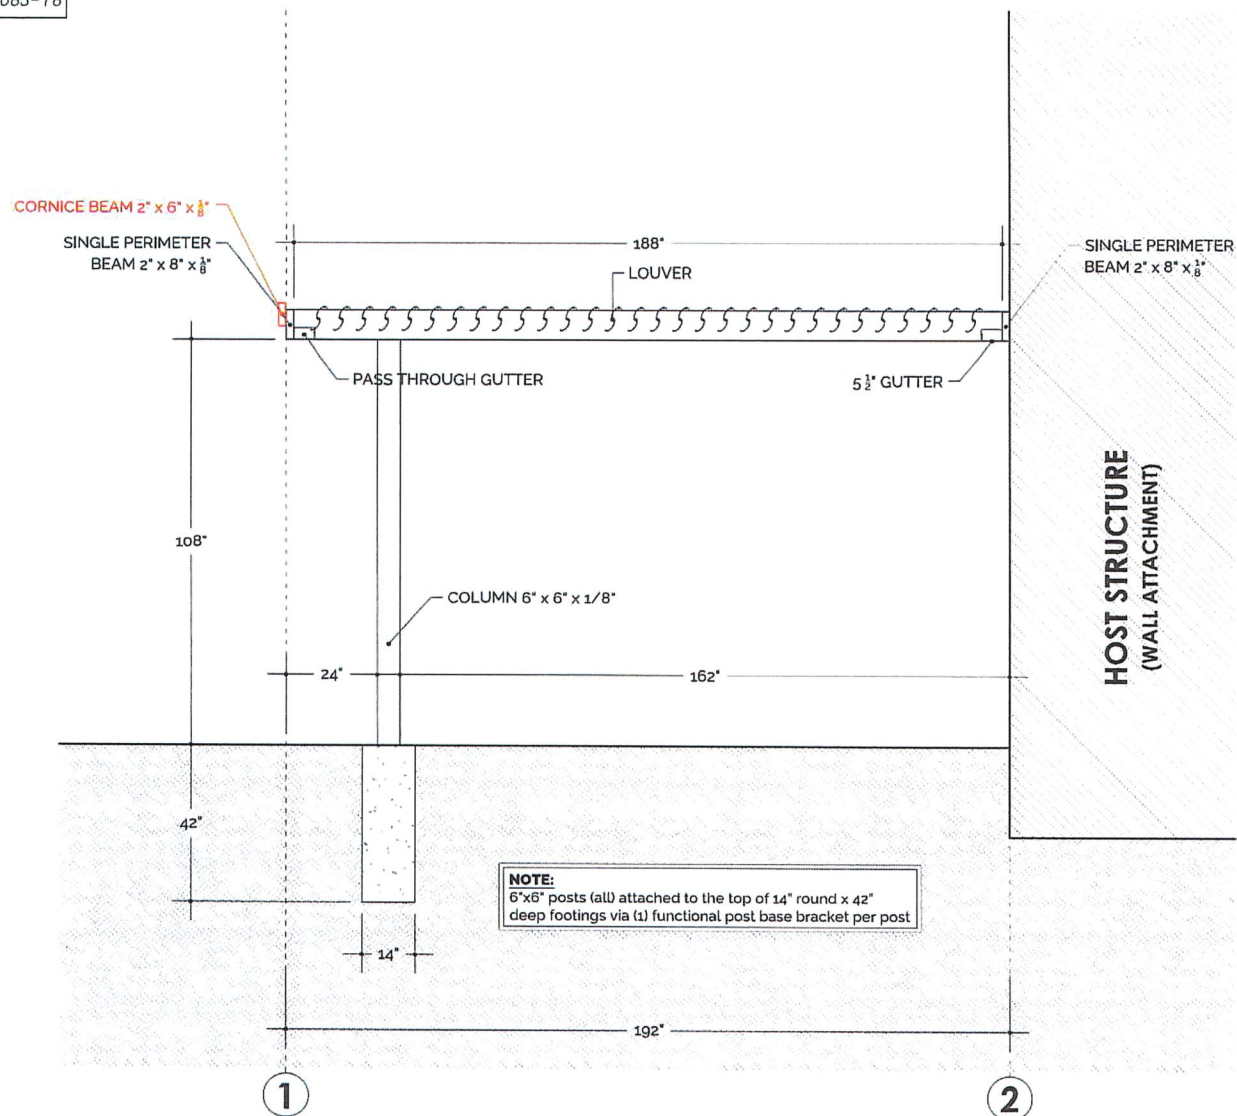 CORNICE BEAM 2" x 6" x 1/8"
SINGLE PERIMETER
BEAM 2" x 8" x 1/8"
188"
LOUVER
SINGLE PERIMETER
BEAM 2" x 8" x 1/8"
PASS THROUGH GUTTER
5 1/2" GUTTER
108"
COLUMN 6" x 6" x 1/8"
HOST STRUCTURE
(WALL ATTACHMENT)
24"
162"
42"
NOTE:
6"x6" posts (all) attached to the top of 14" round x 42"
deep footings via (1) functional post base bracket per post
14"
192"
1
2